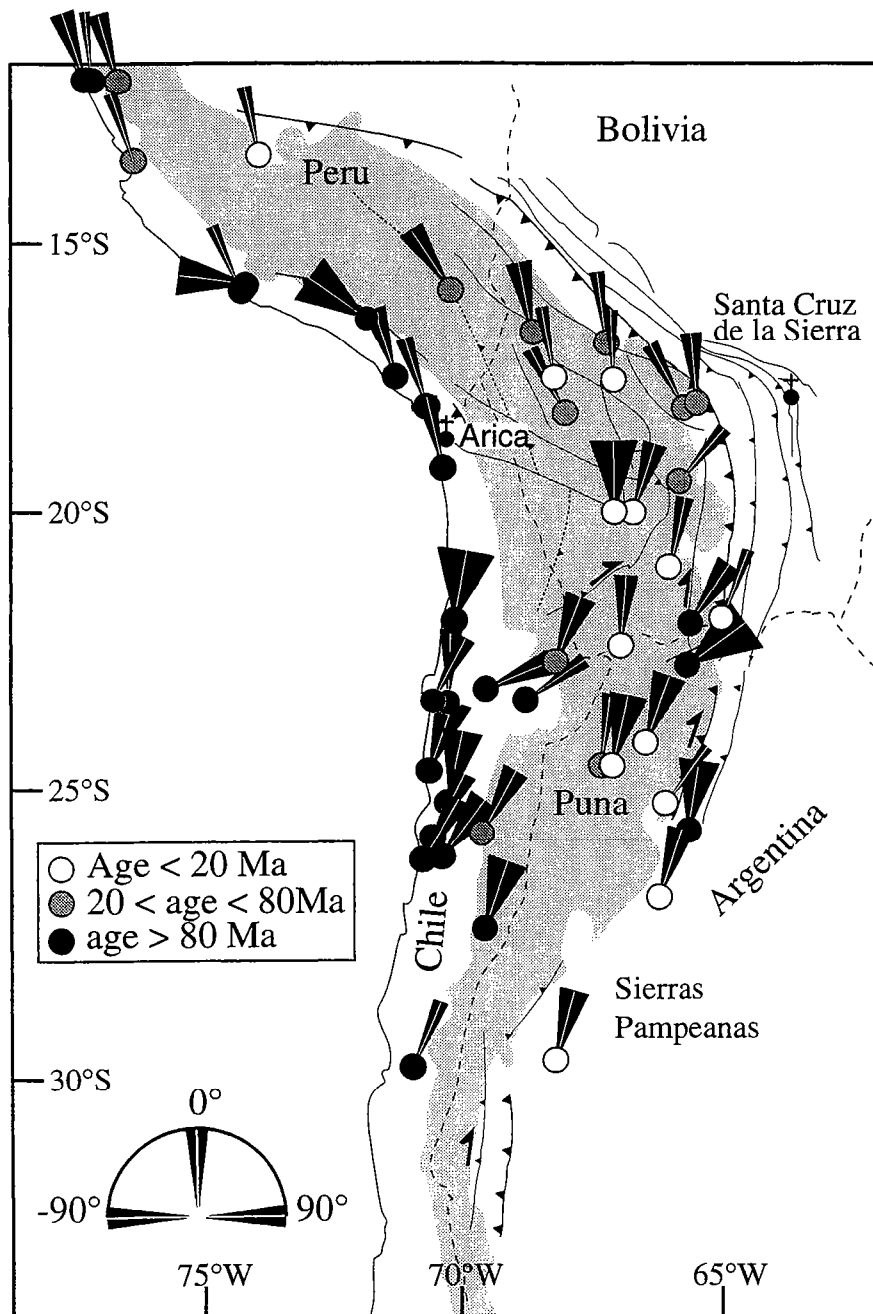 Bolivia
Peru
15°S
Santa Cruz
de la Sierra
Arica
20°S
25°S
Puna
Argentina
Age < 20 Ma
20 < age < 80Ma
age > 80 Ma
Chile
Sierras
Pampeanas
30°S
0°
-90°
90°
75°W
70°W
65°W